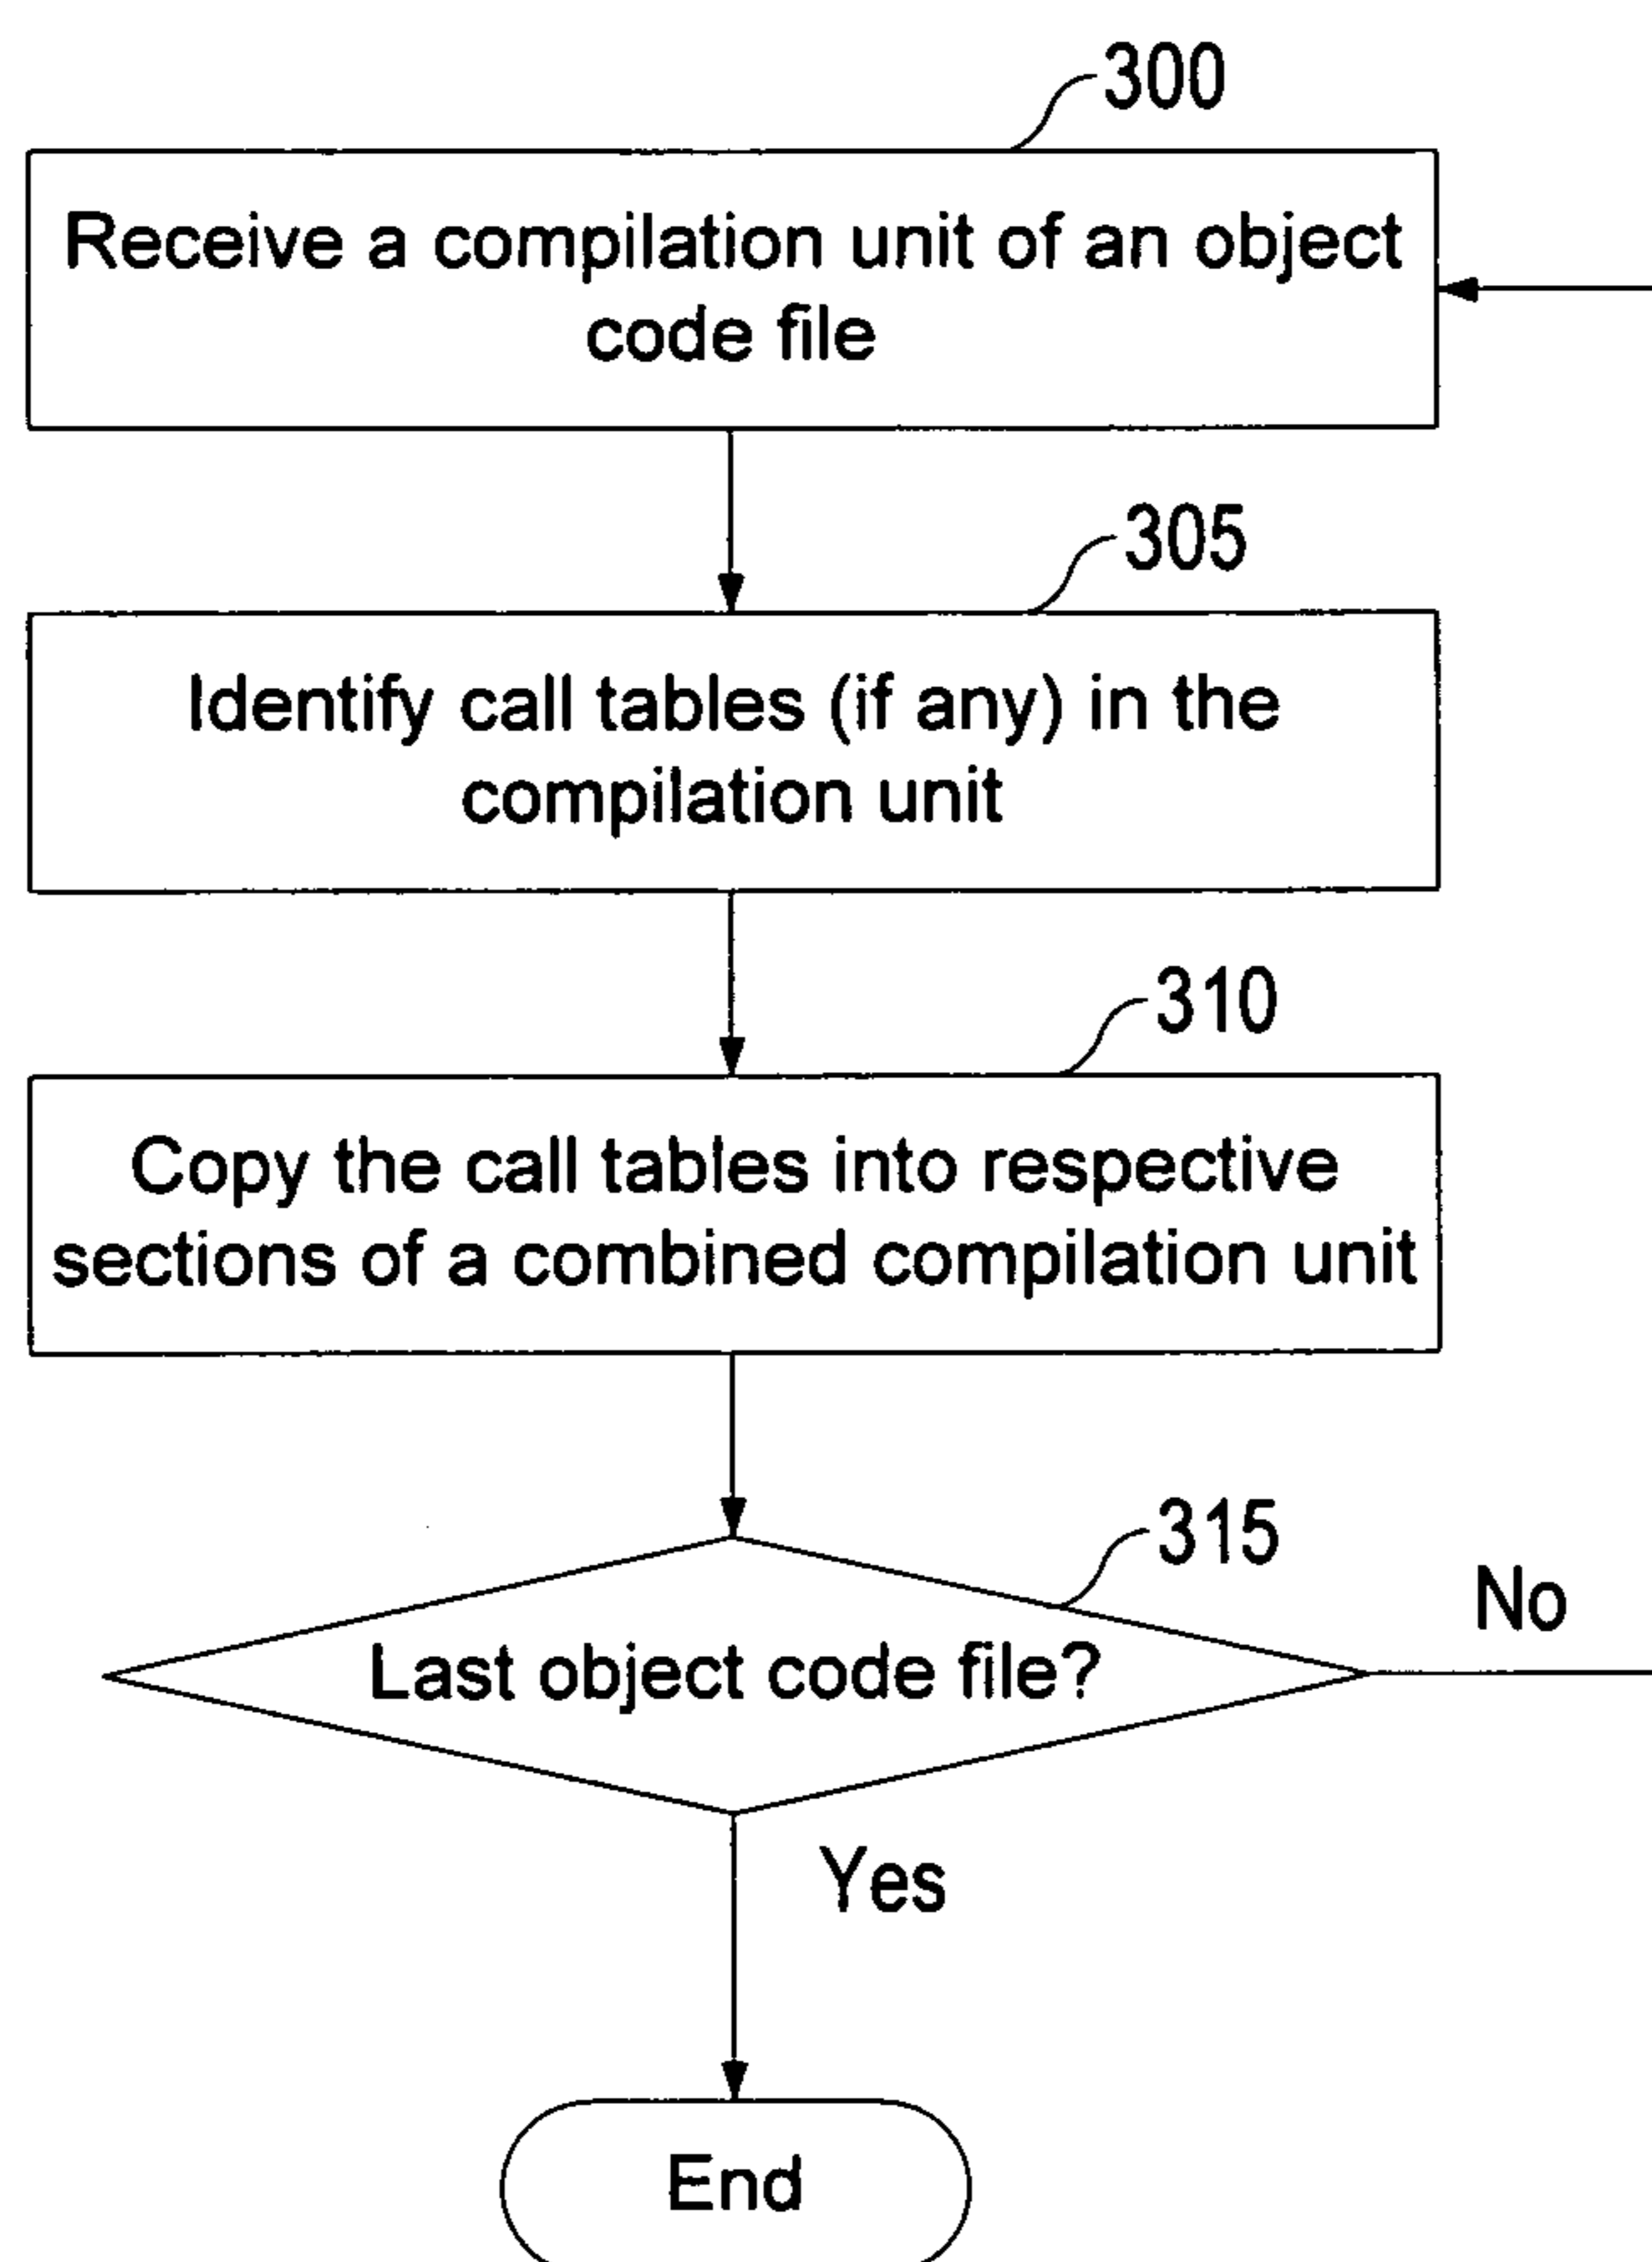 300
Receive a compilation unit of an object
code file
305
Identify call tables (if any) in the
compilation unit
310
Copy the call tables into respective
sections of a combined compilation unit
315
No
Last object code file?
Yes
End